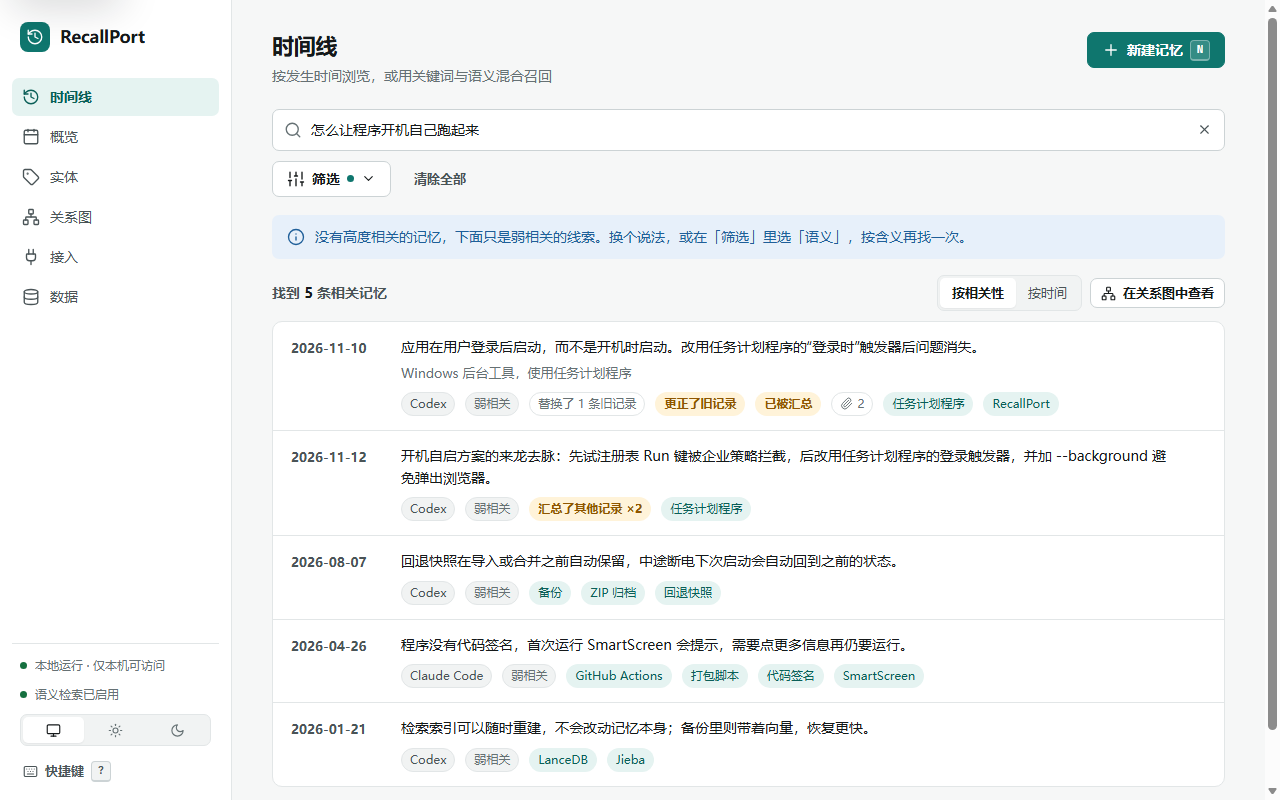 RecallPort
时间线
概览
实体
关系图
接入
数据
本地运行 · 仅本机可访问
语义检索已启用
快捷键 ?
时间线
按发生时间浏览，或用关键词与语义混合召回
新建记忆 N
怎么让程序开机自己跑起来
筛选
清除全部
没有高度相关的记忆，下面只是弱相关的线索。换个说法，或在「筛选」里选「语义」，按含义再找一次。
找到 5 条相关记忆
按相关性 按时间 在关系图中查看
2026-11-10 应用在用户登录后启动，而不是开机时启动。改用任务计划程序的“登录时”触发器后问题消失。
Windows 后台工具，使用任务计划程序
Codex 弱相关 替换了 1 条旧记录 更正了旧记录 已被汇总 2 任务计划程序 RecallPort
2026-11-12 开机自启方案的来龙去脉：先试注册表 Run 键被企业策略拦截，后改用任务计划程序的登录触发器，并加 --background 避
免弹出浏览器。
Codex 弱相关 汇总了其他记录 ×2 任务计划程序
2026-08-07 回退快照在导入或合并之前自动保留，中途断电下次启动会自动回到之前的状态。
Codex 弱相关 备份 ZIP 归档 回退快照
2026-04-26 程序没有代码签名，首次运行 SmartScreen 会提示，需要点更多信息再仍要运行。
Claude Code 弱相关 GitHub Actions 打包脚本 代码签名 SmartScreen
2026-01-21 检索索引可以随时重建，不会改动记忆本身；备份里则带着向量，恢复更快。
Codex 弱相关 LanceDB Jieba